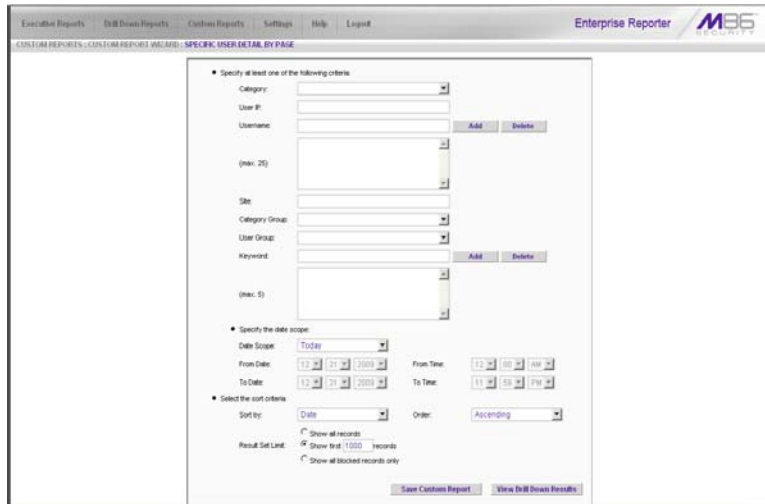 Executive Reports Drill Down Reports Custom Reports Settings Help Logout
Enterprise Reporter
M86 SECURITY
CUSTOM REPORTS : CUSTOM REPORT WIZARD : SPECIFIC USER DETAIL BY PAGE
Specify at least one of the following criteria
Category:
User IP:
Username: Add Delete
(max. 25)
Site:
Category Group:
User Group:
Keyword: Add Delete
(max. 5)
Specify the date scope:
Date Scope: Today
From Date: 12 31 2009 From Time: 12 00 AM
To Date: 12 31 2009 To Time: 11 59 PM
Select the sort criteria
Sort by: Date Order: Ascending
Show all records
Result Set Limit: Show first 1000 records
Show all blocked records only
Save Custom Report View Drill Down Results